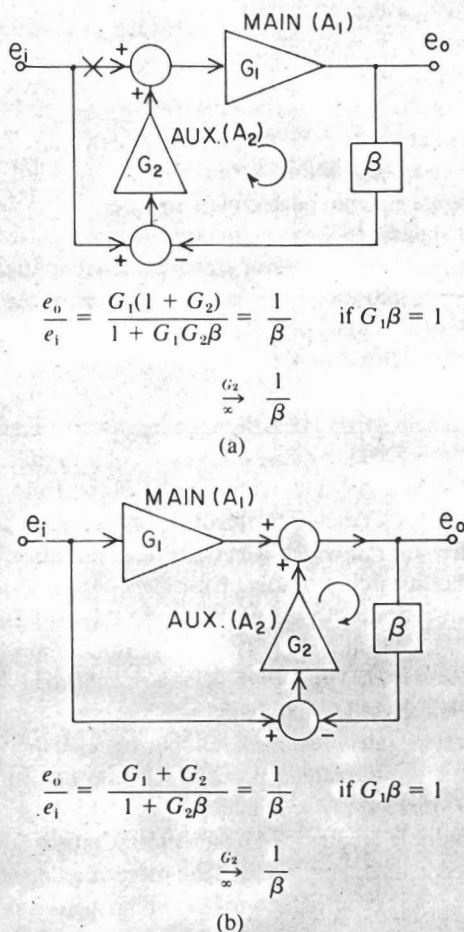 MAIN (A₁)
eᵢ
+
+
G₁
eₒ
AUX. (A₂)
G₂
β
+
−
eₒ/eᵢ = G₁(1 + G₂)/(1 + G₁G₂β) = 1/β if G₁β = 1
G₂
→ 1/β
∞
(a)
MAIN (A₁)
eᵢ
G₁
+
+
eₒ
AUX. (A₂)
G₂
β
+
−
eₒ/eᵢ = (G₁ + G₂)/(1 + G₂β) = 1/β if G₁β = 1
G₂
→ 1/β
∞
(b)